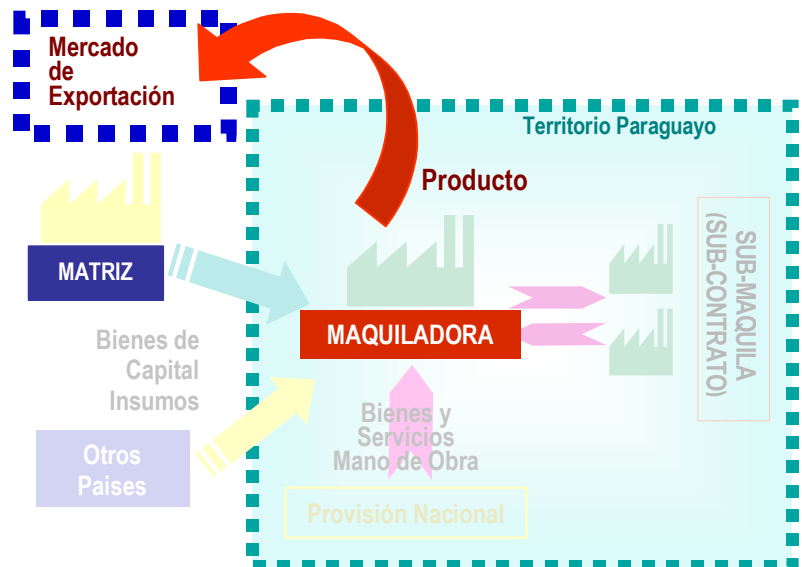 Mercado
de
Exportación
Territorio Paraguayo
Producto
MATRIZ
MAQUILADORA
SUB-MAQUILA
(SUB-CONTRATO)
Bienes de
Capital
Insumos
Bienes y
Servicios
Mano de Obra
Otros
Paises
Provisión Nacional